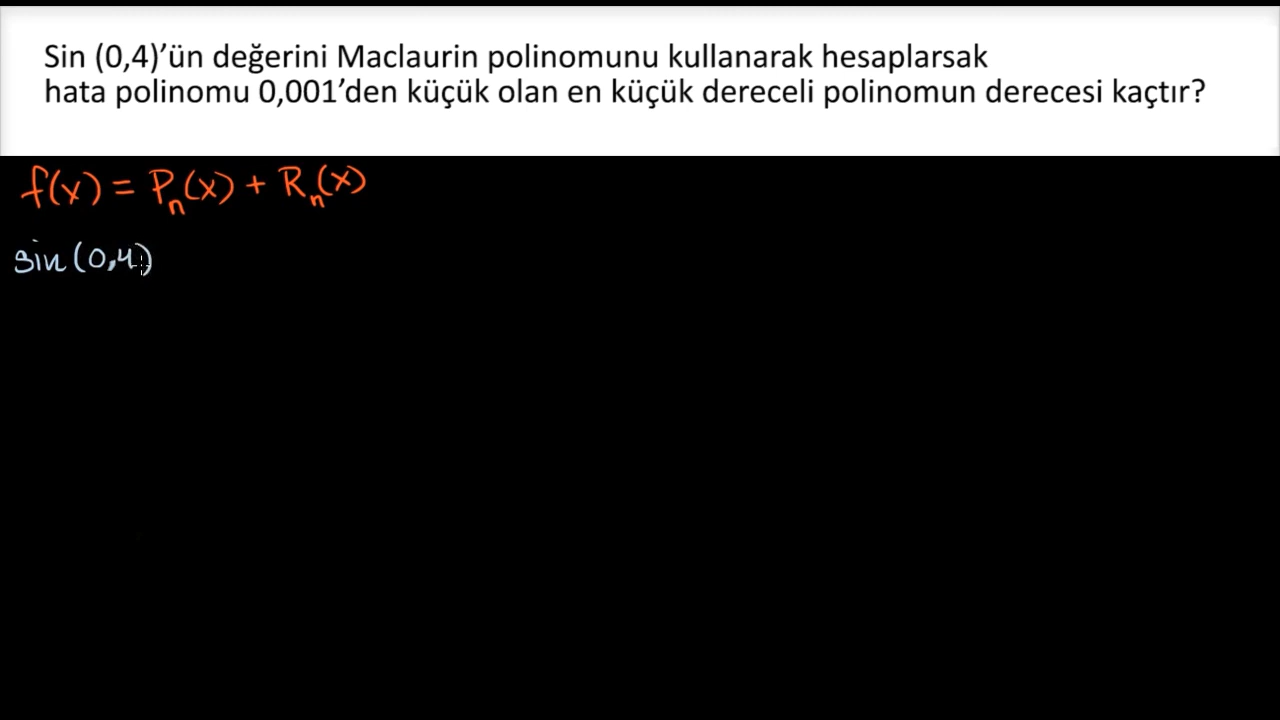 Sin (0,4)’ün değerini Maclaurin polinomunu kullanarak hesaplarsak
hata polinomu 0,001’den küçük olan en küçük dereceli polinomun derecesi kaçtır?
f(x) = Pₙ(x) + Rₙ(x)
sin(0,4)